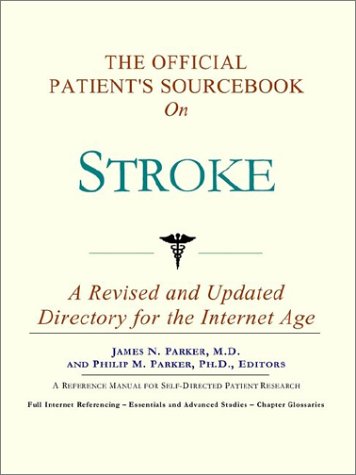 THE OFFICIAL
PATIENT'S SOURCEBOOK
On
STROKE
A Revised and Updated
Directory for the Internet Age
JAMES N. PARKER, M.D.
AND PHILIP M. PARKER, PH.D., EDITORS
A REFERENCE MANUAL FOR SELF-DIRECTED PATIENT RESEARCH
Full Internet Referencing – Essentials and Advanced Studies – Chapter Glossaries